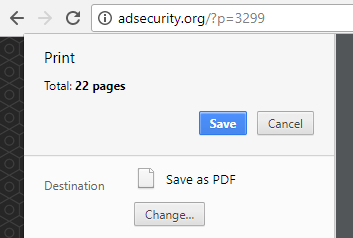 adsecurity.org/?p=3299
Print
Total: 22 pages
Save Cancel
Destination Save as PDF
Change...